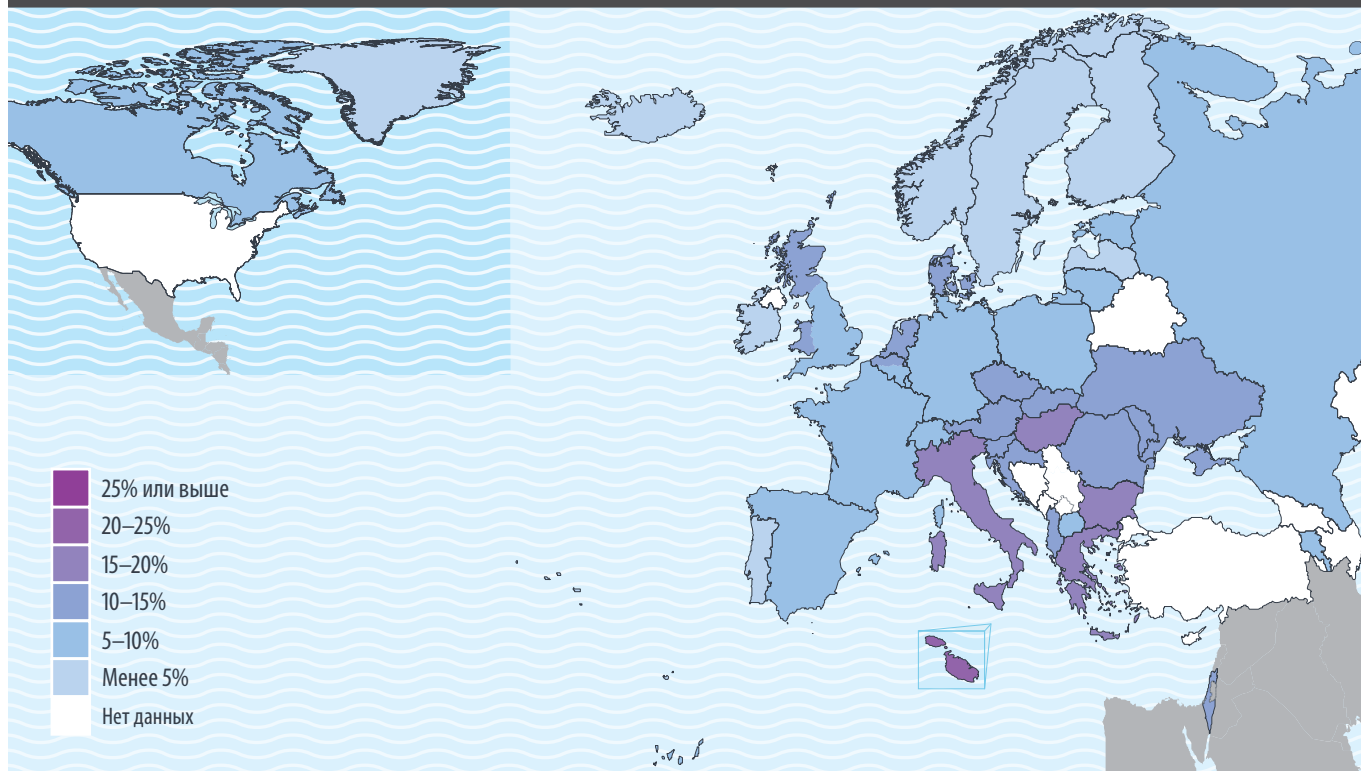 25% или выше
20–25%
15–20%
10–15%
5–10%
Менее 5%
Нет данных